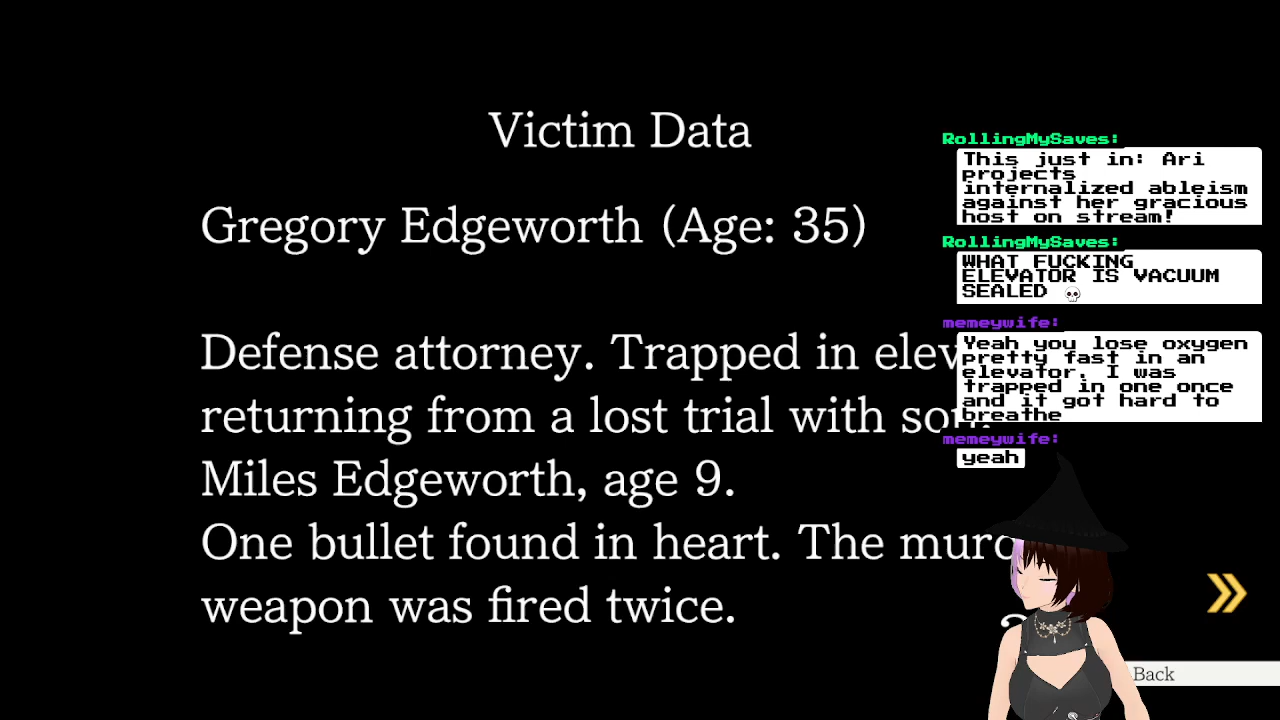 Victim Data
Gregory Edgeworth (Age: 35)
Defense attorney. Trapped in
returning from a lost trial with
Miles Edgeworth, age 9.
One bullet found in heart. The
weapon was fired twice.
RollingMySaves:
This just in: Ari
projects
internalized ableism
against her gracious
host on stream!
RollingMySaves:
WHAT FUCKING
ELEVATOR IS VACUUM
SEALED 💀
memeywife:
Yeah you lose oxygen
pretty fast in an
elevator. I was
trapped in one once
and it got hard to
breathe
memeywife:
yeah
Back